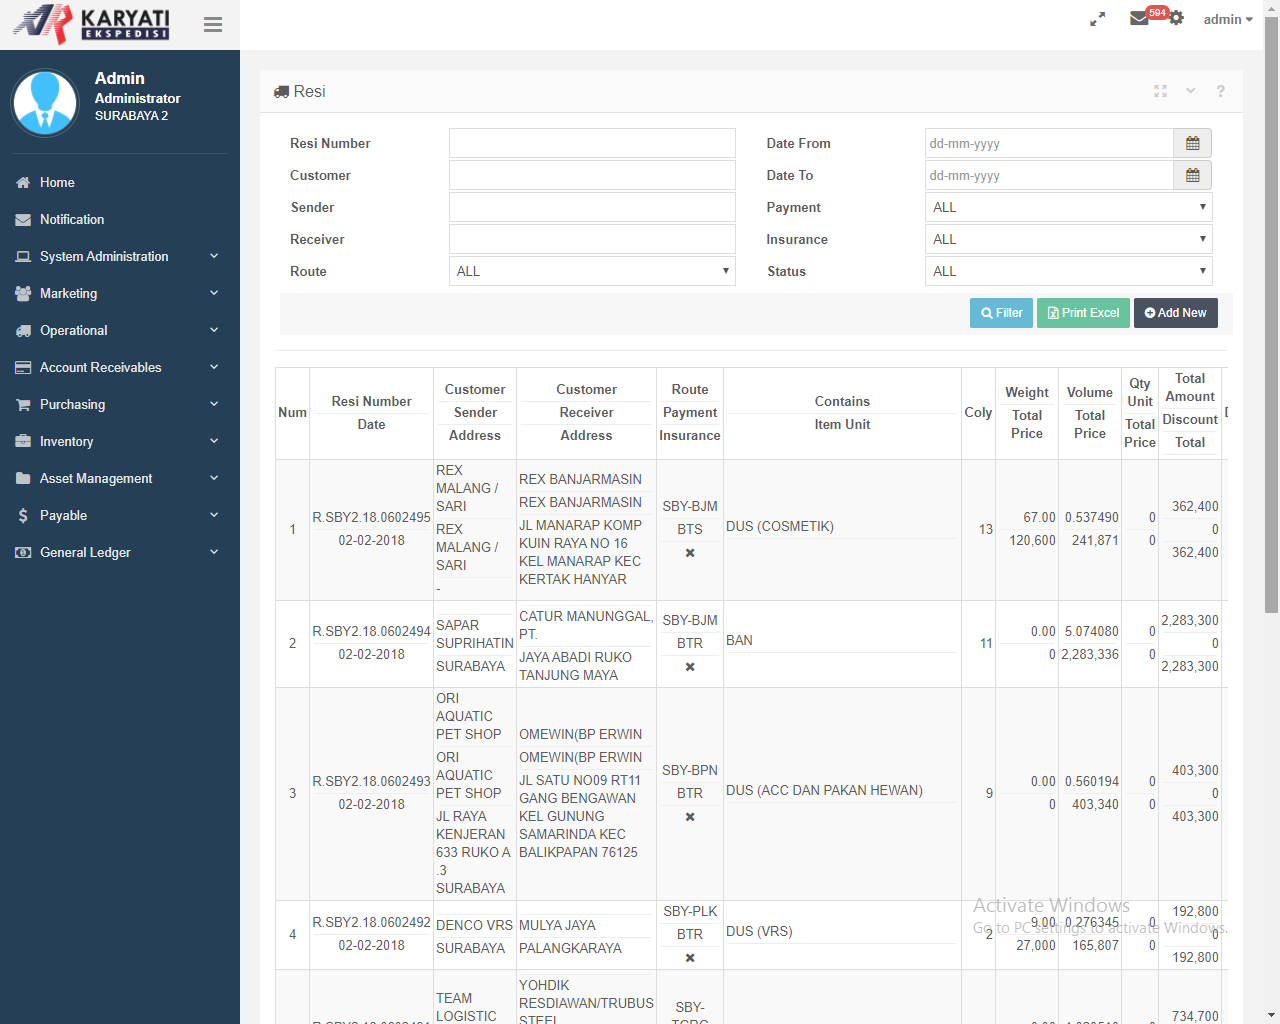 KARYATI
EKSPEDISI
594
admin
Admin
Administrator
SURABAYA 2
Home
Notification
System Administration
Marketing
Operational
Account Receivables
Purchasing
Inventory
Asset Management
Payable
General Ledger
Resi
?
Resi Number
Date From dd-mm-yyyy
Customer
Date To dd-mm-yyyy
Sender
Payment ALL
Receiver
Insurance ALL
Route ALL
Status ALL
Filter Print Excel Add New
Num
Resi Number
Date
Customer
Sender
Address
Customer
Receiver
Address
Route
Payment
Insurance
Contains
Item Unit
Coly
Weight
Total
Price
Volume
Total
Price
Qty
Unit
Total
Price
Total
Amount
Discount
Total
1
R.SBY2.18.0602495
02-02-2018
REX
MALANG /
SARI
REX
MALANG /
SARI
-
REX BANJARMASIN
REX BANJARMASIN
JL MANARAP KOMP
KUIN RAYA NO 16
KEL MANARAP KEC
KERTAK HANYAR
SBY-BJM
BTS
DUS (COSMETIK)
13
67.00
120,600
0.537490
241,871
0
0
362,400
0
362,400
2
R.SBY2.18.0602494
02-02-2018
SAPAR
SUPRIHATIN
SURABAYA
CATUR MANUNGGAL,
PT.
JAYA ABADI RUKO
TANJUNG MAYA
SBY-BJM
BTR
BAN
11
0.00
0
5.074080
2,283,336
0
0
2,283,300
0
2,283,300
3
R.SBY2.18.0602493
02-02-2018
ORI
AQUATIC
PET SHOP
ORI
AQUATIC
PET SHOP
JL RAYA
KENJERAN
633 RUKO A
.3
SURABAYA
OMEWIN(BP ERWIN
OMEWIN(BP ERWIN
JL SATU NO09 RT11
GANG BENGAWAN
KEL GUNUNG
SAMARINDA KEC
BALIKPAPAN 76125
SBY-BPN
BTR
DUS (ACC DAN PAKAN HEWAN)
9
0.00
0
0.560194
403,340
0
0
403,300
0
403,300
4
R.SBY2.18.0602492
02-02-2018
DENCO VRS
SURABAYA
MULYA JAYA
PALANGKARAYA
SBY-PLK
BTR
DUS (VRS)
2
9.00
27,000
0.276345
165,807
0
0
192,800
0
192,800
Activate Windows
Go to PC settings to activate Windows.
TEAM
LOGISTIC
YOHDIK
RESDIAWAN/TRUBUS
STEEL
SBY-
734,700